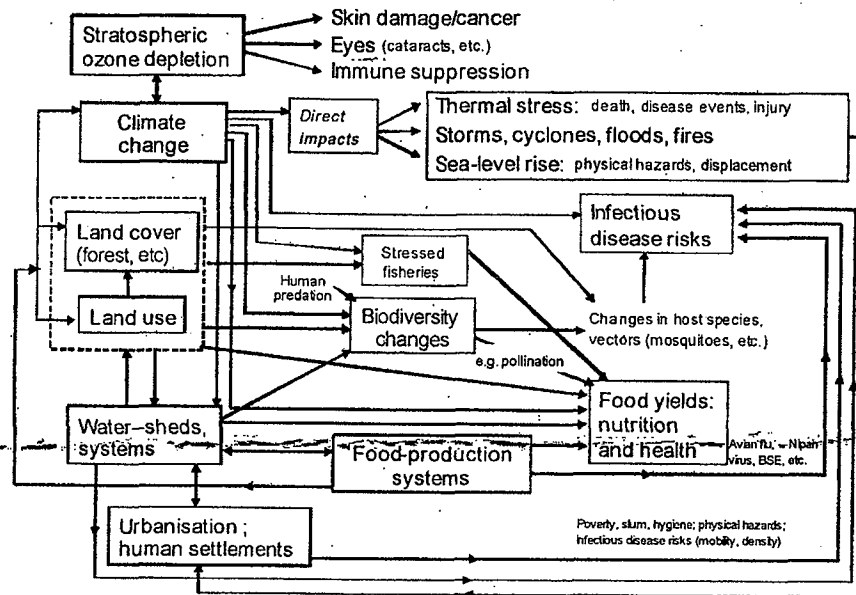 Stratospheric
ozone depletion
Skin damage/cancer
Eyes (cataracts, etc.)
Immune suppression
Climate
change
Direct
impacts
Thermal stress: death, disease events, injury
Storms, cyclones, floods, fires
Sea-level rise: physical hazards, displacement
Land cover
(forest, etc)
Land use
Infectious
disease risks
Stressed
fisheries
Human
predation
Biodiversity
changes
Changes in host species,
vectors (mosquitoes, etc.)
e.g. pollination
Water–sheds,
systems
Food yields:
nutrition
and health
Food-production
systems
Avian flu, – Nipah
virus, BSE, etc.
Urbanisation ;
human settlements
Poverty, slum, hygiene; physical hazards;
infectious disease risks (mobility, density)